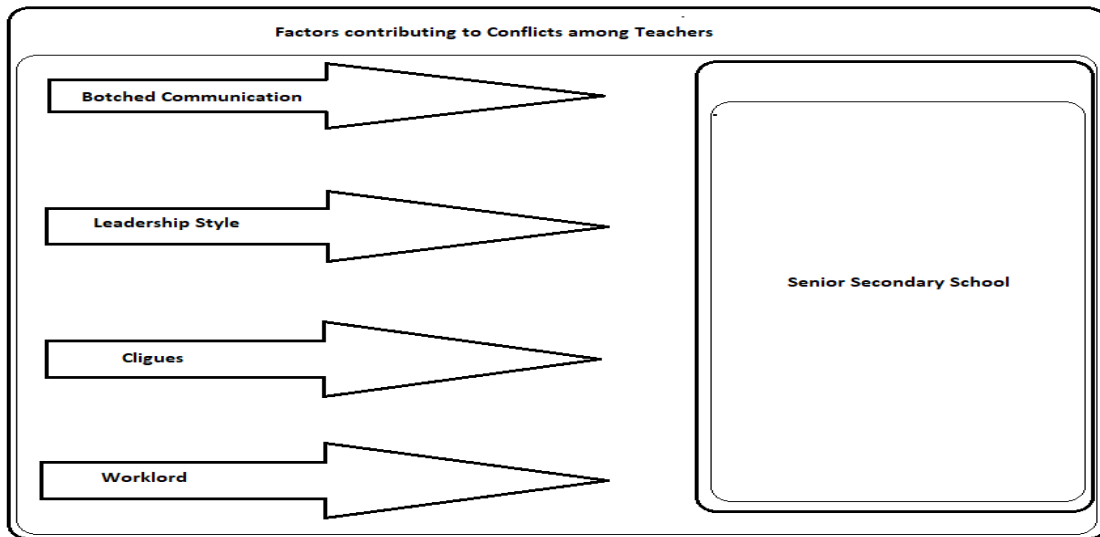 Factors contributing to Conflicts among Teachers
Botched Communication
Leadership Style
Senior Secondary School
Cligues
Worklord